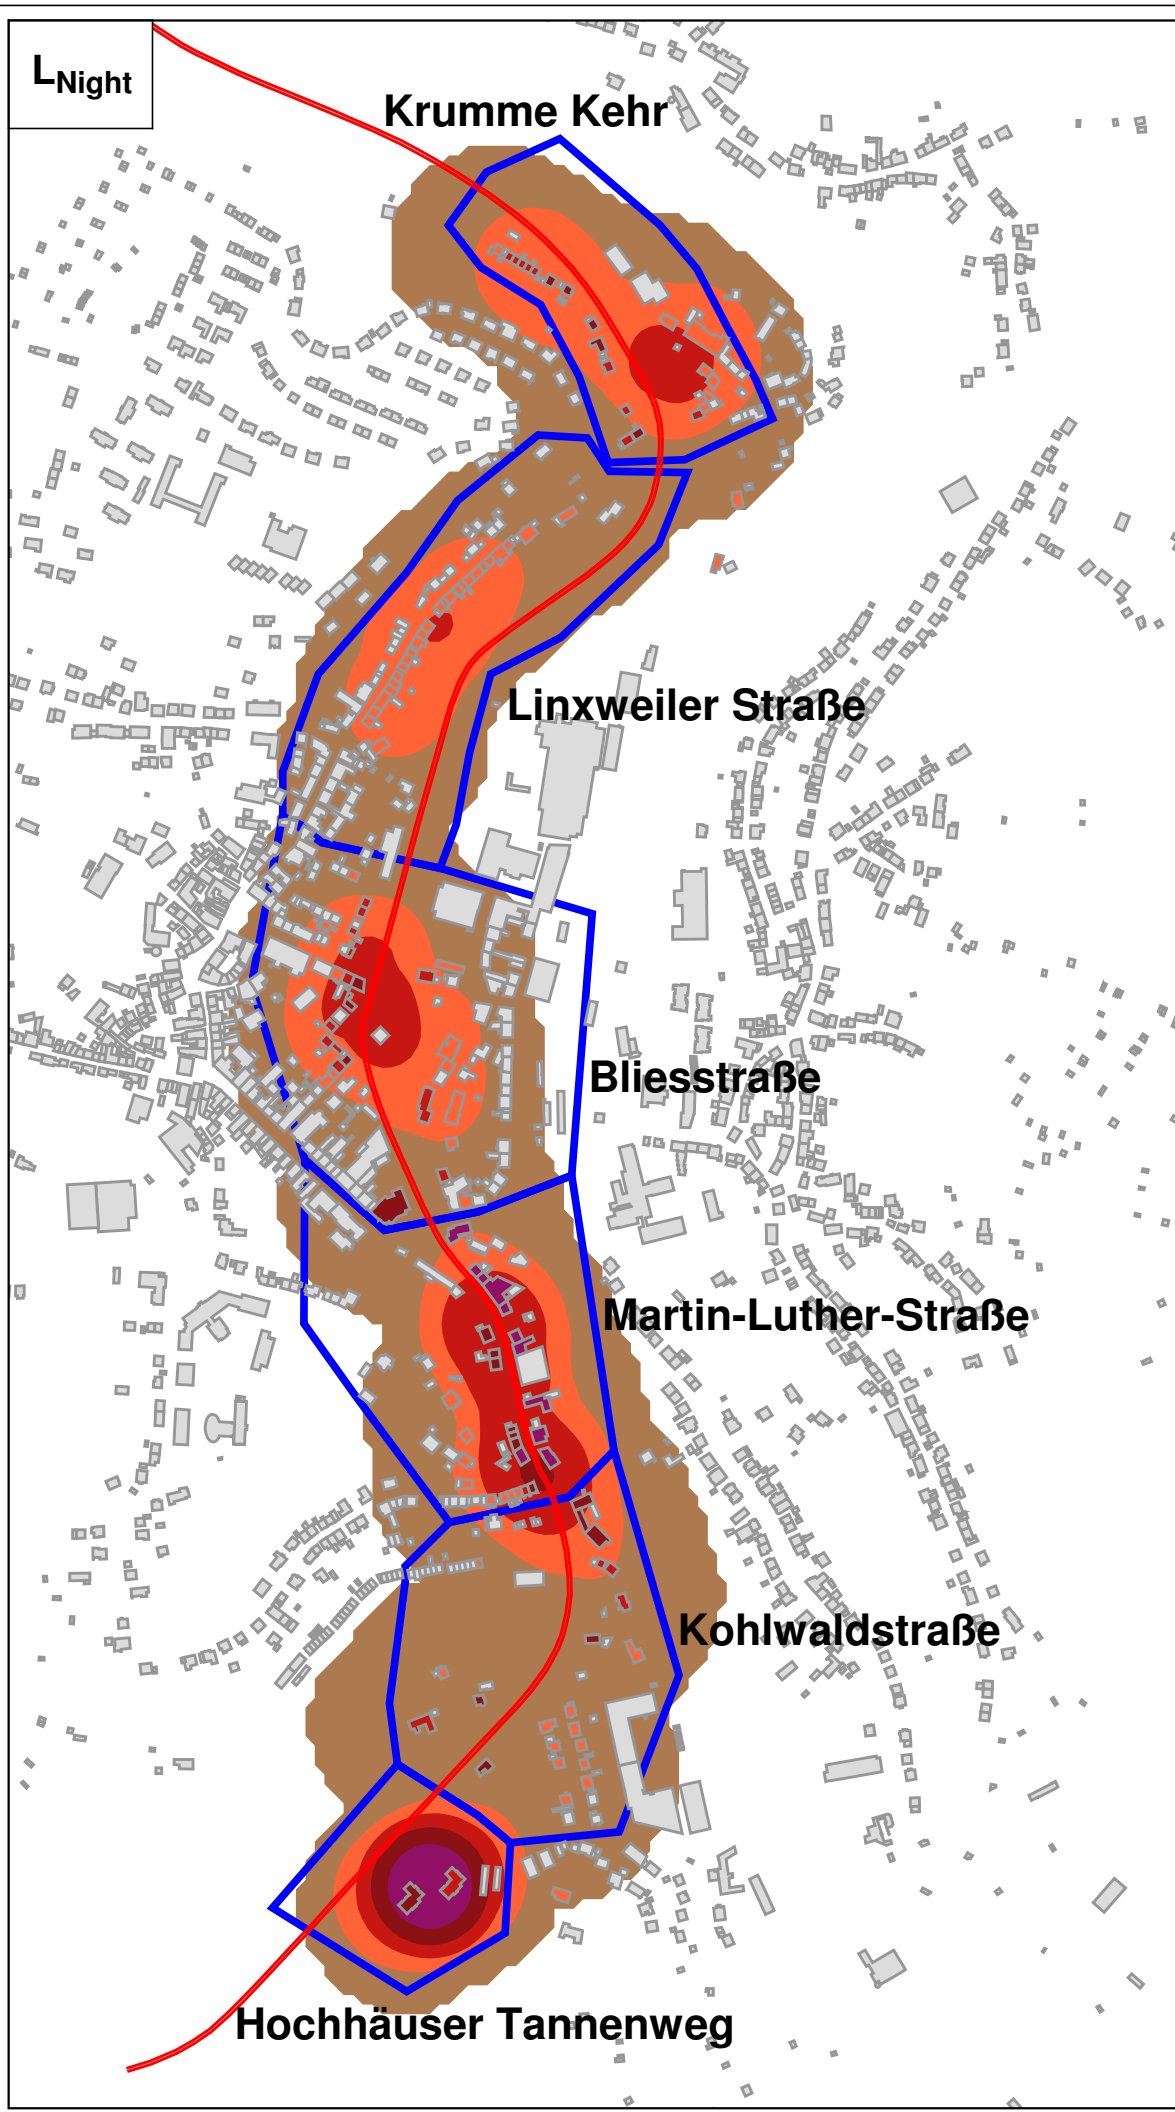 LNight
Krumme Kehr
Linxweiler Straße
Bliesstraße
Martin-Luther-Straße
Kohlwaldstraße
Hochhäuser Tannenweg